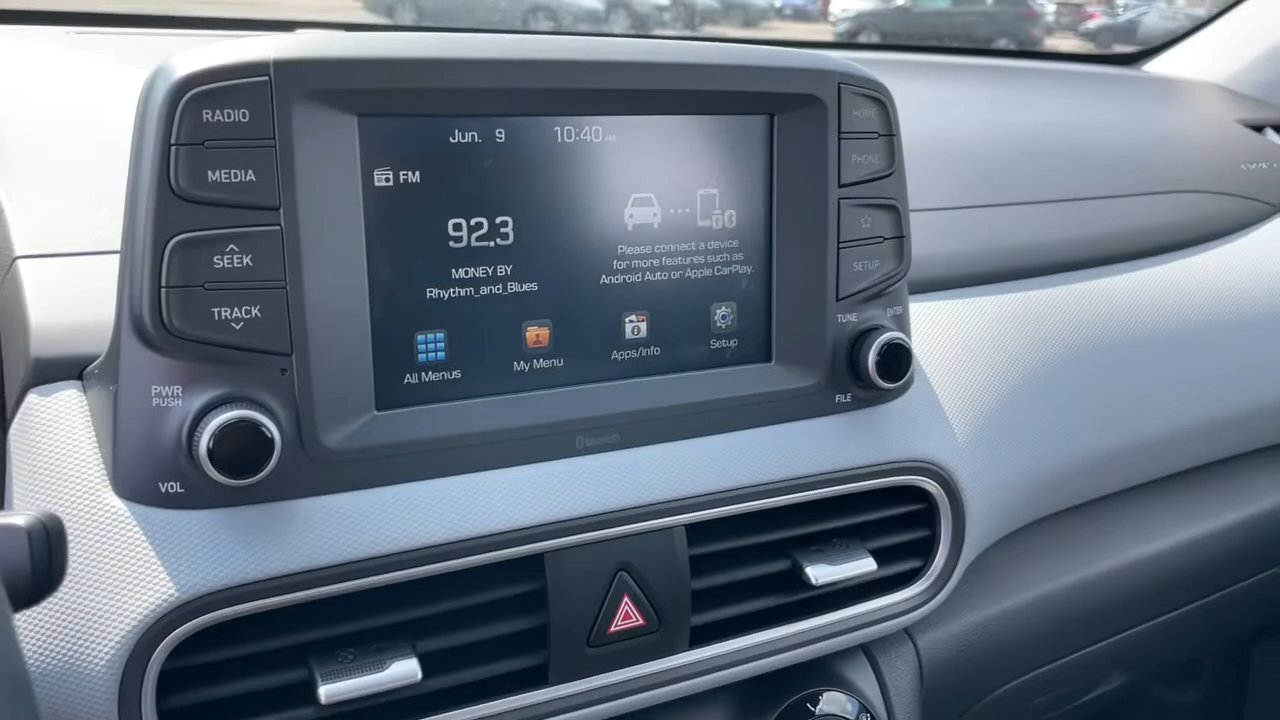 RADIO
MEDIA
SEEK
TRACK
PWR
PUSH
VOL
Jun. 9 10:40 AM
FM
92.3
MONEY BY
Rhythm_and_Blues
Please connect a device
for more features such as
Android Auto or Apple CarPlay.
All Menus
My Menu
Apps/Info
Setup
HOME
PHONE
SETUP
TUNE
ENTER
FILE
Bluetooth